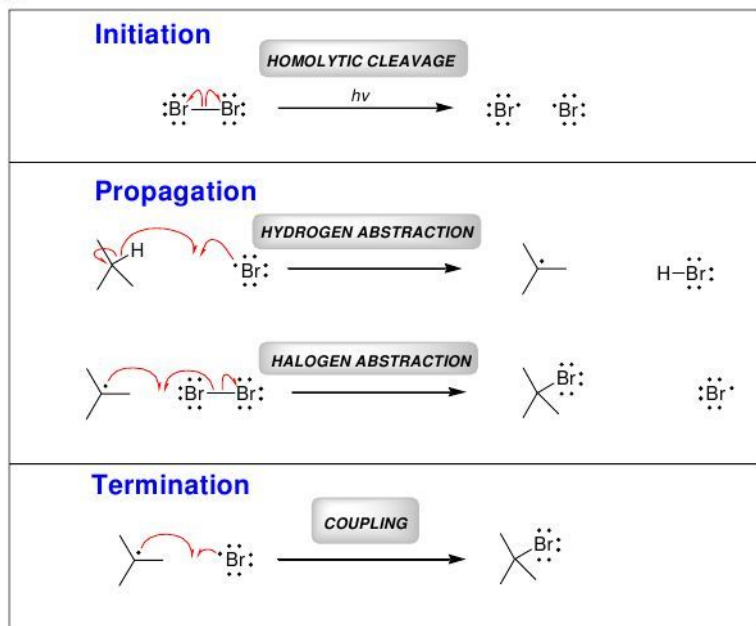 Initiation
HOMOLYTIC CLEAVAGE
Br Br hv Br Br
Propagation
HYDROGEN ABSTRACTION
H Br H Br
HALOGEN ABSTRACTION
Br Br Br Br
Termination
COUPLING
Br Br